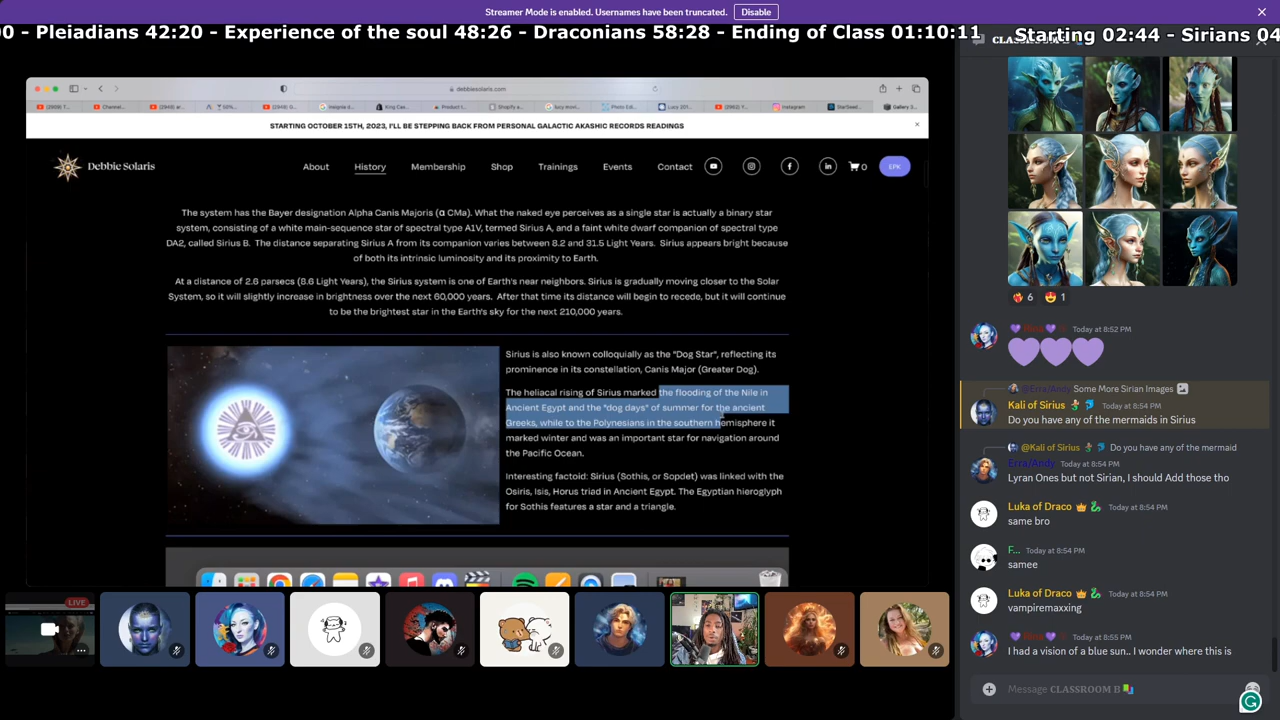 Streamer Mode is enabled. Usernames have been truncated. Disable
00 - Pleiadians 42:20 - Experience of the soul 48:26 - Draconians 58:28 - Ending of Class 01:10:11
Starting 02:44 - Sirians 04
debbiesolaris.com
STARTING OCTOBER 15TH, 2023, I'LL BE STEPPING BACK FROM PERSONAL GALACTIC AKASHIC RECORDS READINGS
Debbie Solaris
About History Membership Shop Trainings Events Contact 0 EPK
The system has the Bayer designation Alpha Canis Majoris (α CMa). What the naked eye perceives as a single star is actually a binary star
system, consisting of a white main-sequence star of spectral type A1V, termed Sirius A, and a faint white dwarf companion of spectral type
DA2, called Sirius B. The distance separating Sirius A from its companion varies between 8.2 and 31.5 Light Years. Sirius appears bright because
of both its intrinsic luminosity and its proximity to Earth.
At a distance of 2.6 parsecs (8.6 Light Years), the Sirius system is one of Earth's near neighbors. Sirius is gradually moving closer to the Solar
System, so it will slightly increase in brightness over the next 60,000 years. After that time its distance will begin to recede, but it will continue
to be the brightest star in the Earth's sky for the next 210,000 years.
Sirius is also known colloquially as the "Dog Star", reflecting its
prominence in its constellation, Canis Major (Greater Dog).
The heliacal rising of Sirius marked the flooding of the Nile in
Ancient Egypt and the "dog days" of summer for the ancient
Greeks, while to the Polynesians in the southern hemisphere it
marked winter and was an important star for navigation around
the Pacific Ocean.
Interesting factoid: Sirius (Sothis, or Sopdet) was linked with the
Osiris, Isis, Horus triad in Ancient Egypt. The Egyptian hieroglyph
for Sothis features a star and a triangle.
LIVE
6 1
Nina Today at 8:52 PM
@Erra/Andy Some More Sirian Images
Kali of Sirius Today at 8:54 PM
Do you have any of the mermaids in Sirius
@Kali of Sirius Do you have any of the mermaid
Erra/Andy Today at 8:54 PM
Lyran Ones but not Sirian, I should Add those tho
Luka of Draco Today at 8:54 PM
same bro
F... Today at 8:54 PM
samee
Luka of Draco Today at 8:54 PM
vampiremaxxing
Nina Today at 8:55 PM
I had a vision of a blue sun.. I wonder where this is
Message CLASSROOM B